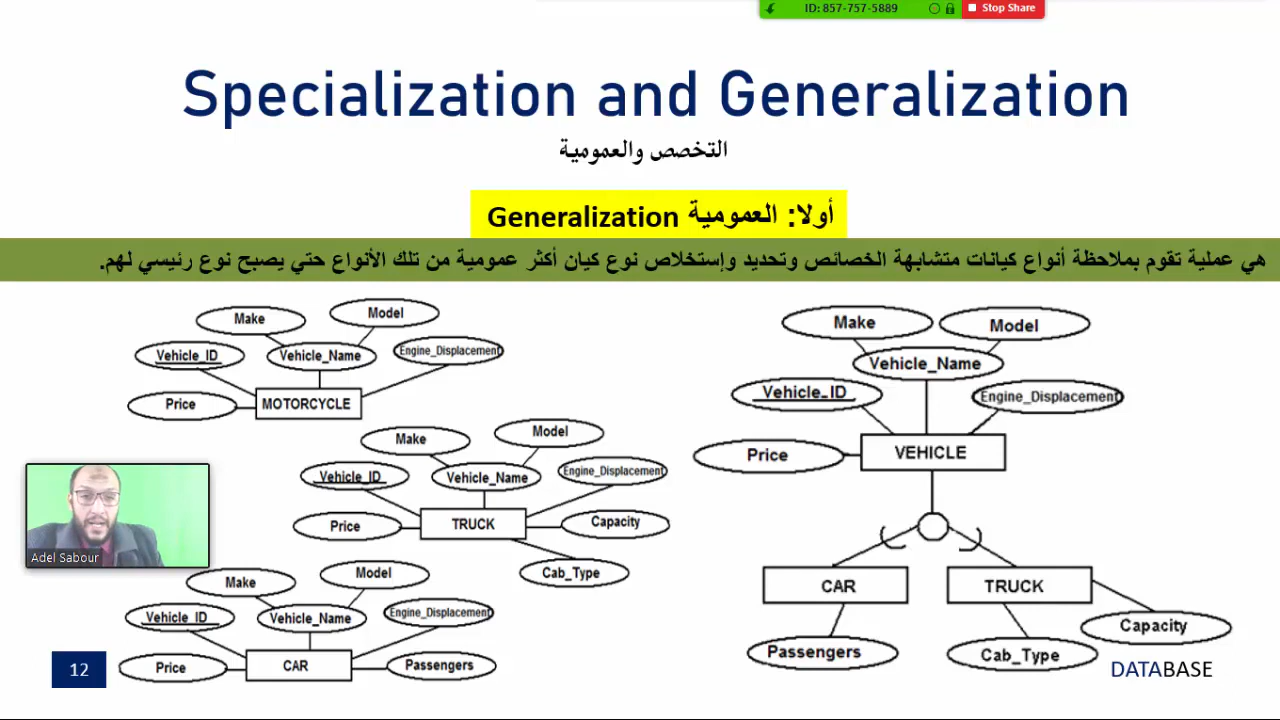 ID: 857-757-5889
Stop Share
Specialization and Generalization
التخصص والعمومية
أولا: العمومية Generalization
هي عملية تقوم بملاحظة أنواع كيانات متشابهة الخصائص وتحديد وإستخلاص نوع كيان أكثر عمومية من تلك الأنواع حتي يصبح نوع رئيسي لهم.
Make
Model
Vehicle_ID
Vehicle_Name
Engine_Displacement
Price
MOTORCYCLE
Make
Model
Vehicle_ID
Vehicle_Name
Engine_Displacement
Price
TRUCK
Capacity
Cab_Type
Make
Model
Vehicle_ID
Vehicle_Name
Engine_Displacement
Price
CAR
Passengers
Make
Model
Vehicle_Name
Vehicle_ID
Engine_Displacement
Price
VEHICLE
CAR
TRUCK
Passengers
Cab_Type
Capacity
Adel Sabour
12
DATABASE